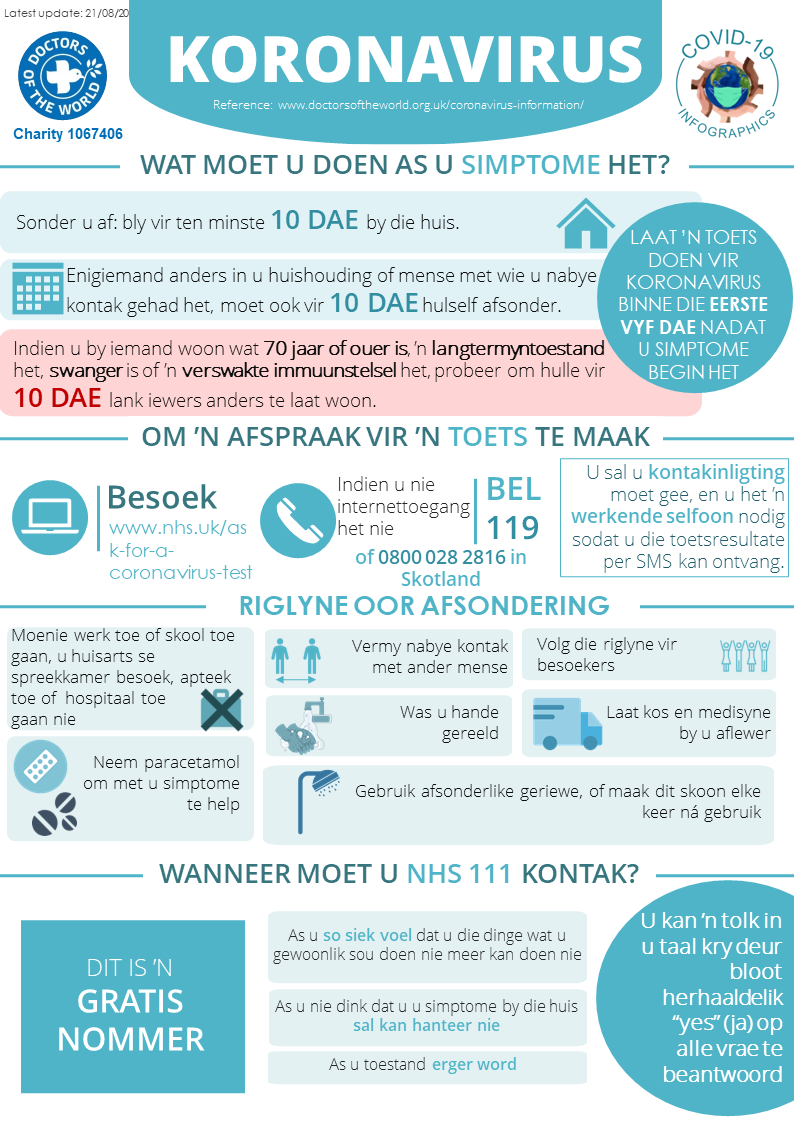 Latest update: 21/08/20
DOCTORS OF THE WORLD
Charity 1067406
KORONAVIRUS
Reference: www.doctorsoftheworld.org.uk/coronavirus-information/
COVID-19
INFOGRAPHICS
WAT MOET U DOEN AS U SIMPTOME HET?
Sonder u af: bly vir ten minste 10 DAE by die huis.
Enigiemand anders in u huishouding of mense met wie u nabye
kontak gehad het, moet ook vir 10 DAE hulself afsonder.
Indien u by iemand woon wat 70 jaar of ouer is, ’n langtermyntoestand
het, swanger is of ’n verswakte immuunstelsel het, probeer om hulle vir
10 DAE lank iewers anders te laat woon.
LAAT ’N TOETS
DOEN VIR
KORONAVIRUS
BINNE DIE EERSTE
VYF DAE NADAT
U SIMPTOME
BEGIN HET
OM ’N AFSPRAAK VIR ’N TOETS TE MAAK
Besoek
www.nhs.uk/as
k-for-a-
coronavirus-test
Indien u nie
internettoegang
het nie
BEL
119
of 0800 028 2816 in
Skotland
U sal u kontakinligting
moet gee, en u het ’n
werkende selfoon nodig
sodat u die toetsresultate
per SMS kan ontvang.
RIGLYNE OOR AFSONDERING
Moenie werk toe of skool toe
gaan, u huisarts se
spreekkamer besoek, apteek
toe of hospitaal toe
gaan nie
Vermy nabye kontak
met ander mense
Volg die riglyne vir
besoekers
Was u hande
gereeld
Laat kos en medisyne
by u aflewer
Neem paracetamol
om met u simptome
te help
Gebruik afsonderlike geriewe, of maak dit skoon elke
keer ná gebruik
WANNEER MOET U NHS 111 KONTAK?
DIT IS ’N
GRATIS
NOMMER
As u so siek voel dat u die dinge wat u
gewoonlik sou doen nie meer kan doen nie
As u nie dink dat u u simptome by die huis
sal kan hanteer nie
As u toestand erger word
U kan ’n tolk in
u taal kry deur
bloot
herhaaldelik
“yes” (ja) op
alle vrae te
beantwoord